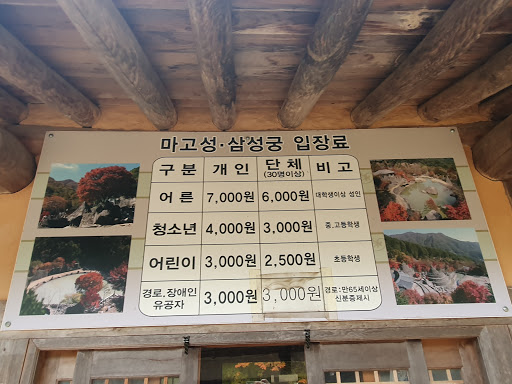 마고성·삼성궁 입장료
구분 개인 단체 (30명이상) 비고
어른 7,000원 6,000원 대학생이상 성인
청소년 4,000원 3,000원 중,고등학생
어린이 3,000원 2,500원 초등학생
경로,장애인 유공자 3,000원 3,000원 경로:만65세이상 신분증제시